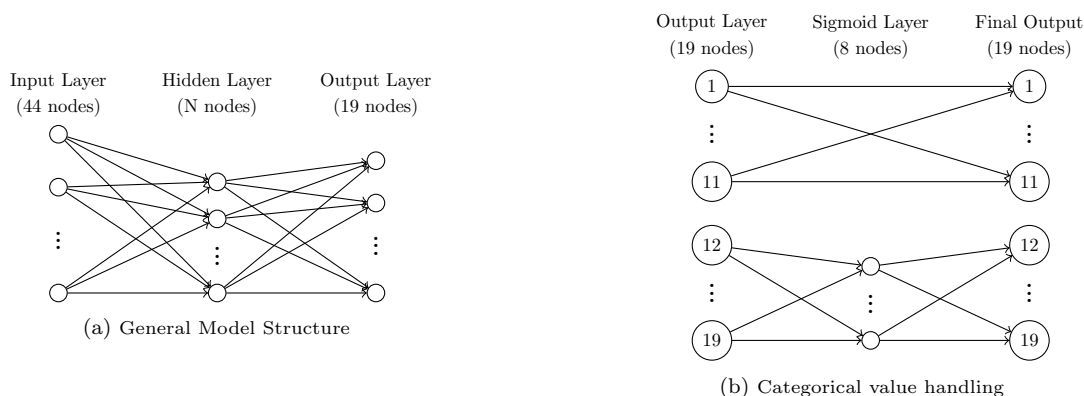 Input Layer
(44 nodes)
Hidden Layer
(N nodes)
Output Layer
(19 nodes)
(a) General Model Structure
Output Layer
(19 nodes)
Sigmoid Layer
(8 nodes)
Final Output
(19 nodes)
1
1
11
11
12
12
19
19
(b) Categorical value handling